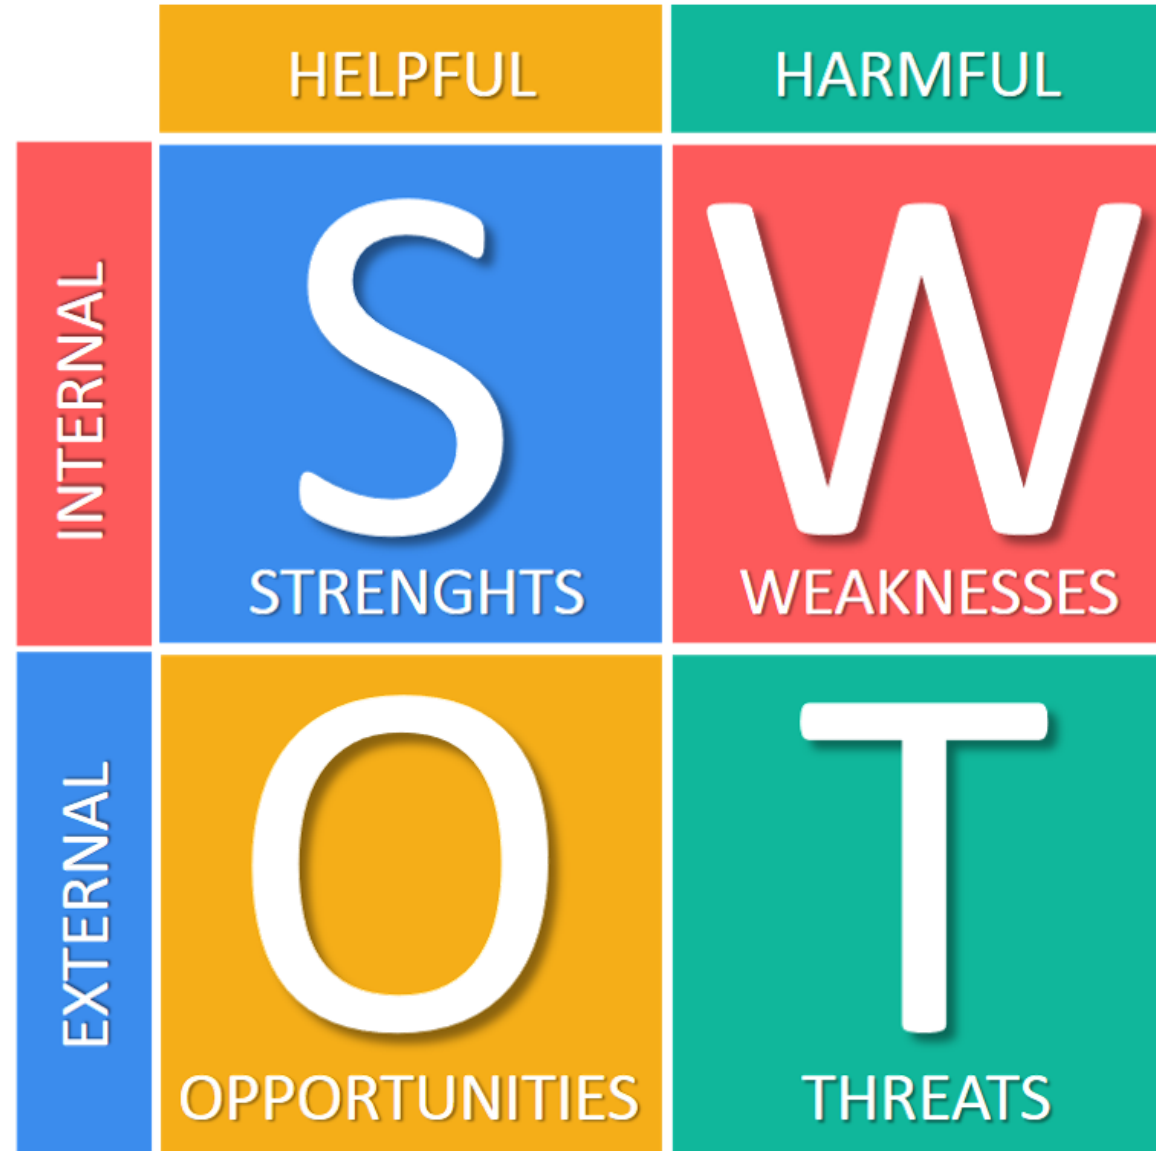 HELPFUL
HARMFUL
INTERNAL
S
STRENGHTS
W
WEAKNESSES
EXTERNAL
O
OPPORTUNITIES
T
THREATS